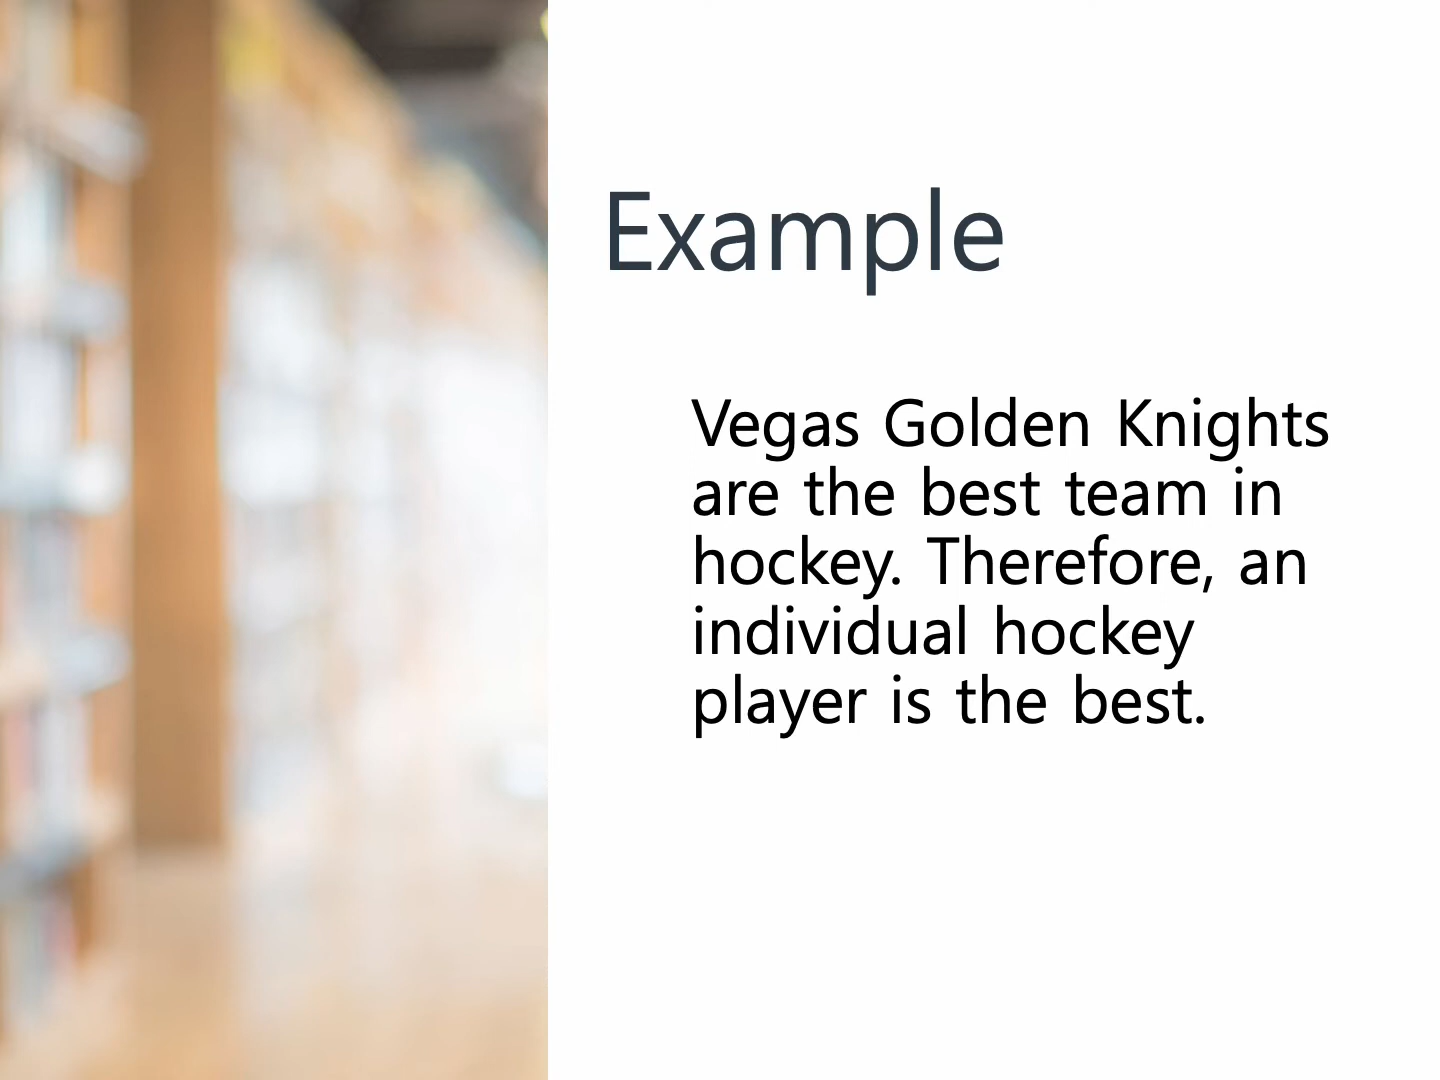 Example
Vegas Golden Knights
are the best team in
hockey. Therefore, an
individual hockey
player is the best.